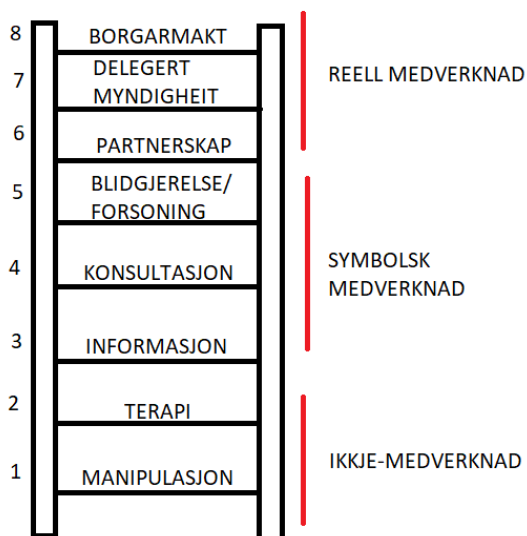 8 BORGARMAKT
7 DELEGERT
MYNDIGHEIT
REELL MEDVERKNAD
6 PARTNERSKAP
5 BLIDGJERELSE/
FORSONING
4 KONSULTASJON
SYMBOLSK
MEDVERKNAD
3 INFORMASJON
2 TERAPI
1 MANIPULASJON
IKKJE-MEDVERKNAD